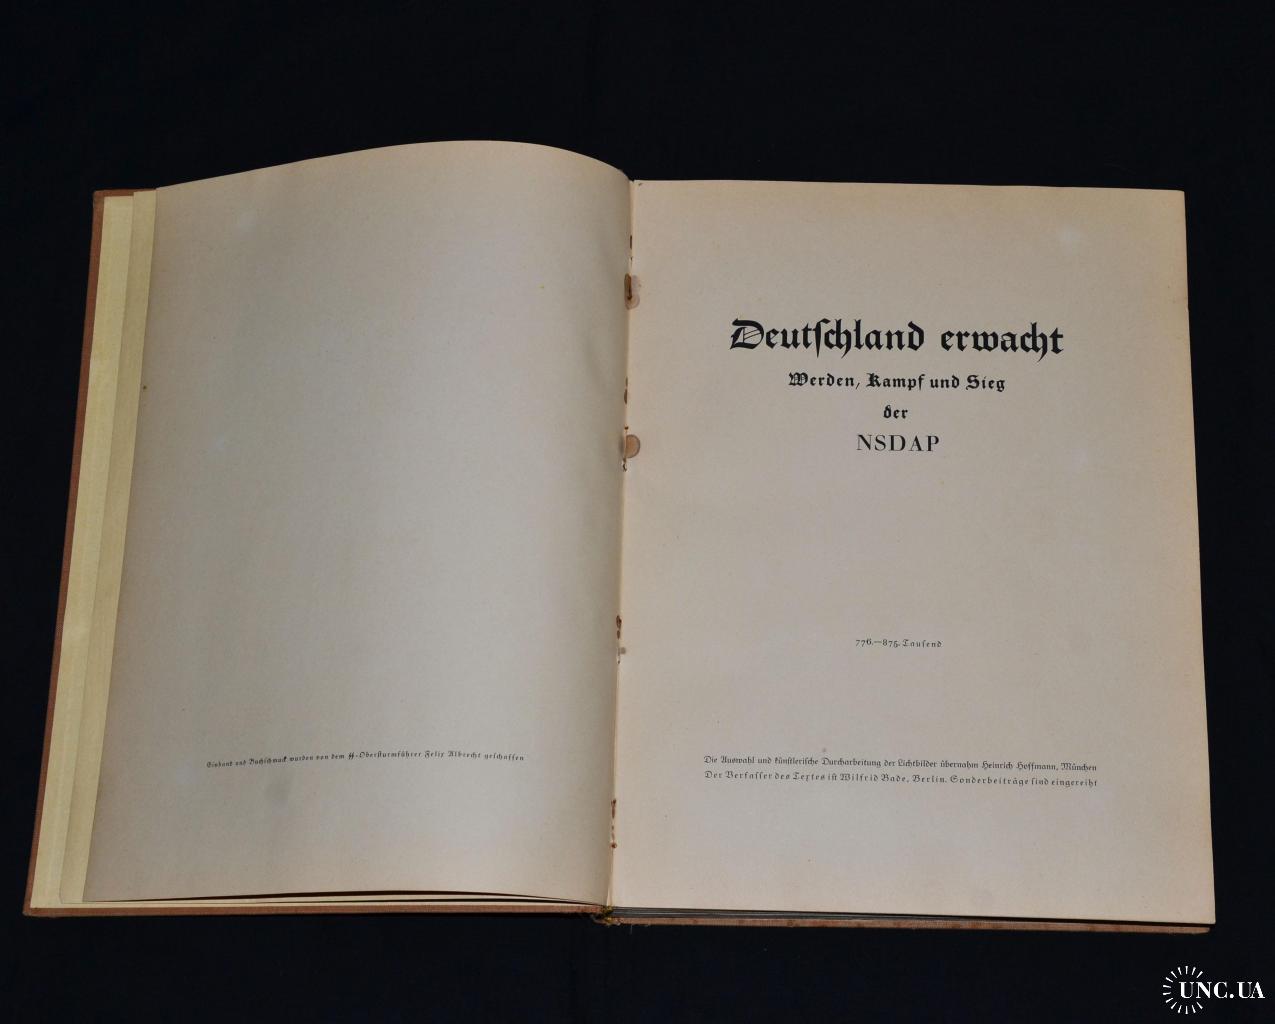 Einband und Buchschmuck wurden von dem SS-Obersturmführer Felix Albrecht geschaffen
Deutſchland erwacht
Werden, Kampf und Sieg
der
NSDAP
776.—875. Tauſend
Die Auswahl und künſtleriſche Durcharbeitung der Lichtbilder übernahm Heinrich Hoffmann, München
Der Verfaſſer des Textes iſt Wilfrid Bade, Berlin. Sonderbeiträge ſind eingereiht
UNC.UA